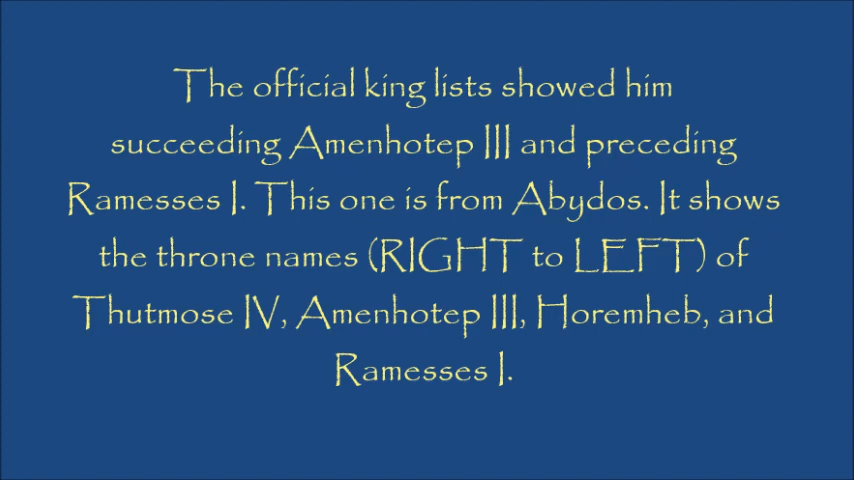 The official king lists showed him
succeeding Amenhotep III and preceding
Ramesses I. This one is from Abydos. It shows
the throne names (RIGHT to LEFT) of
Thutmose IV, Amenhotep III, Horemheb, and
Ramesses I.